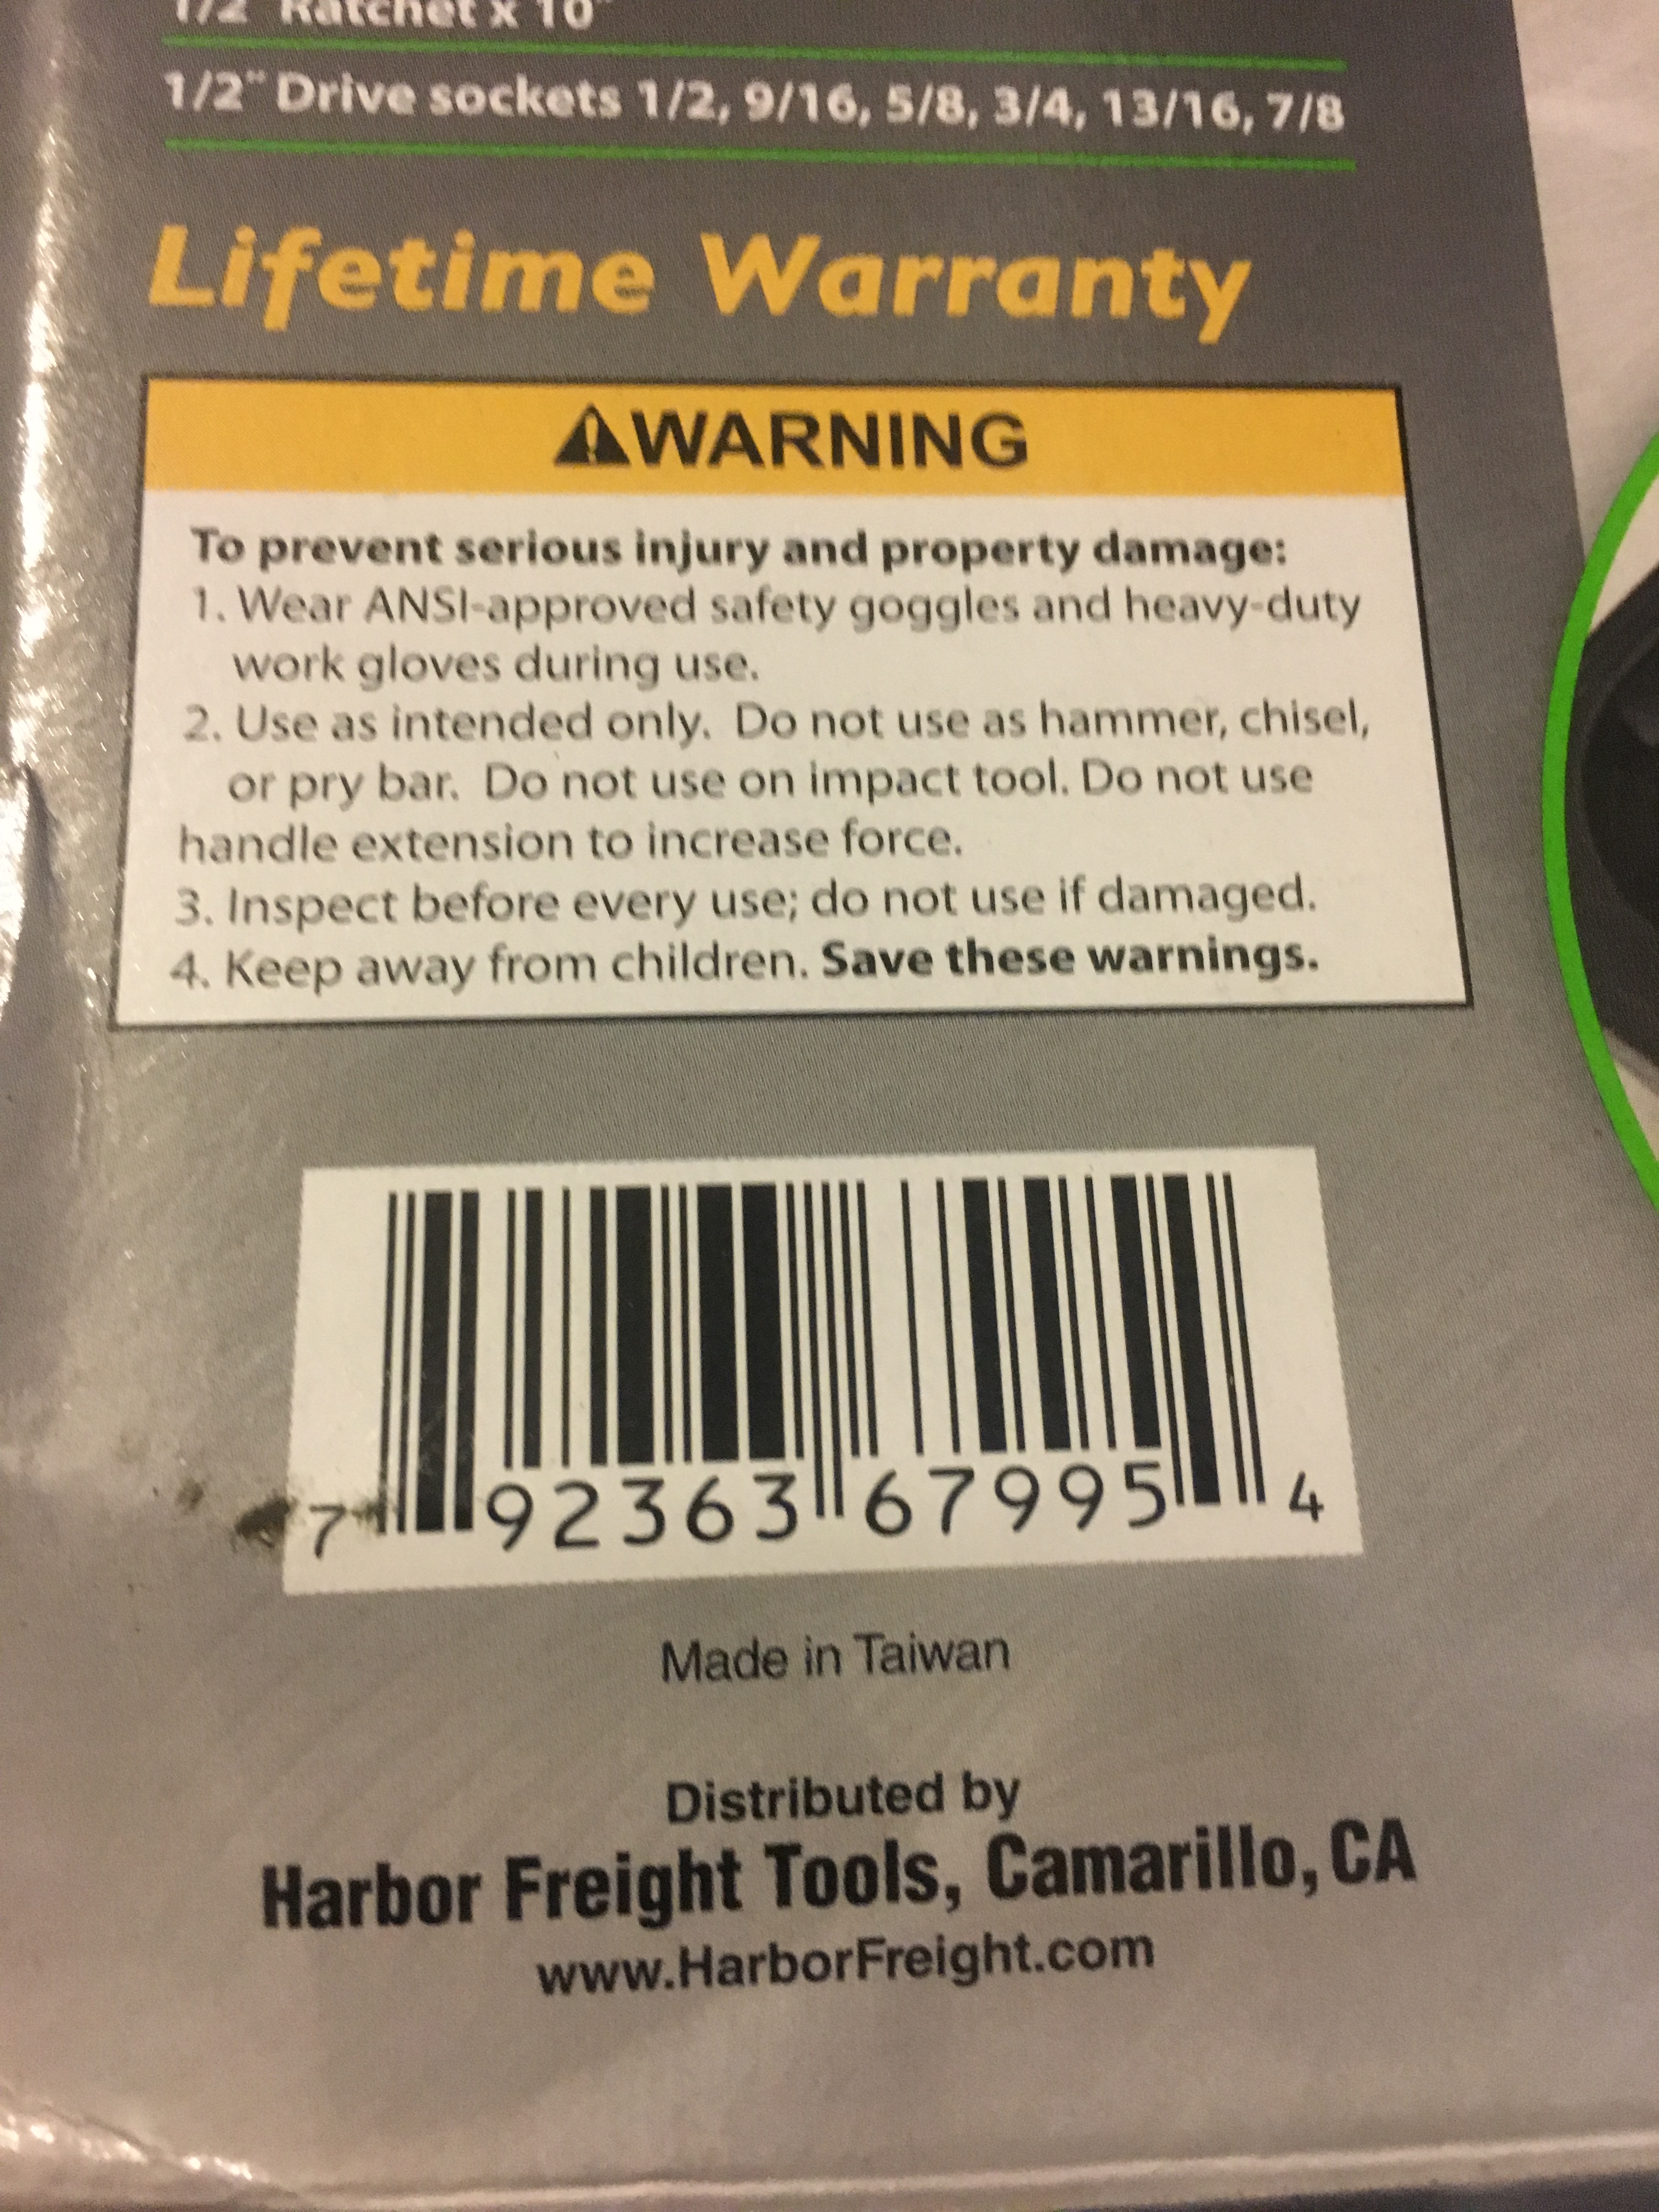 1/2" Ratchet x 10"
1/2" Drive sockets 1/2, 9/16, 5/8, 3/4, 13/16, 7/8
Lifetime Warranty
WARNING
To prevent serious injury and property damage:
1. Wear ANSI-approved safety goggles and heavy-duty
work gloves during use.
2. Use as intended only. Do not use as hammer, chisel,
or pry bar. Do not use on impact tool. Do not use
handle extension to increase force.
3. Inspect before every use; do not use if damaged.
4. Keep away from children. Save these warnings.
7 92363 67995 4
Made in Taiwan
Distributed by
Harbor Freight Tools, Camarillo, CA
www.HarborFreight.com